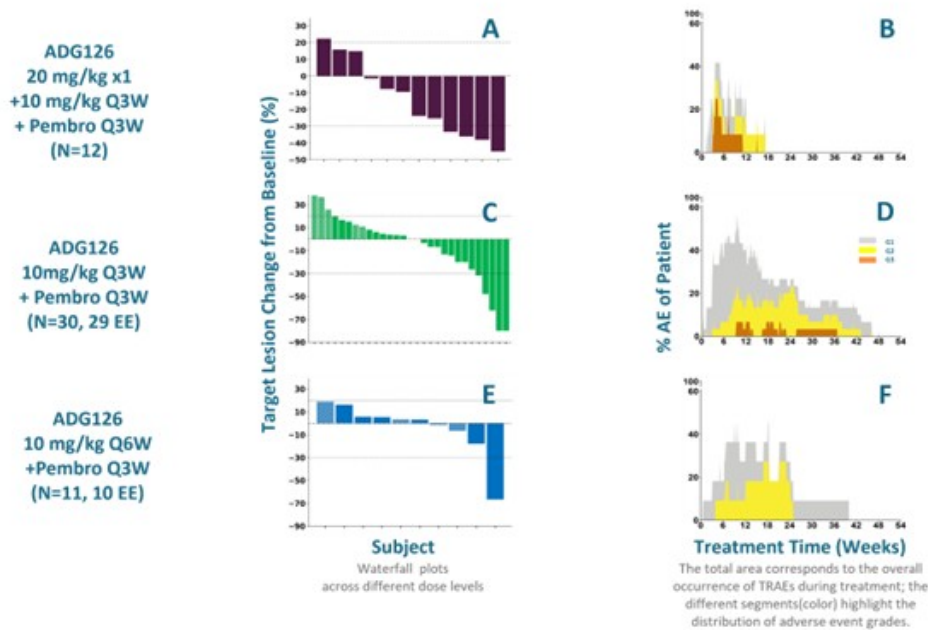 ADG126
20 mg/kg x1
+10 mg/kg Q3W
+ Pembro Q3W
(N=12)
ADG126
10mg/kg Q3W
+ Pembro Q3W
(N=30, 29 EE)
ADG126
10 mg/kg Q6W
+Pembro Q3W
(N=11, 10 EE)
Target Lesion Change from Baseline (%)
A
30
20
10
0
−10
−20
−30
−40
−50
C
30
10
−10
−30
−50
−70
−90
E
30
10
−10
−30
−50
−70
−90
Subject
Waterfall plots
across different dose levels
% AE of Patient
B
100
60
40
20
0
0 6 12 18 24 30 36 42 48 54
D
100
60
40
20
0
G1
G2
G3
0 6 12 18 24 30 36 42 48 54
F
100
60
40
20
0
0 6 12 18 24 30 36 42 48 54
Treatment Time (Weeks)
The total area corresponds to the overall
occurrence of TRAEs during treatment; the
different segments(color) highlight the
distribution of adverse event grades.